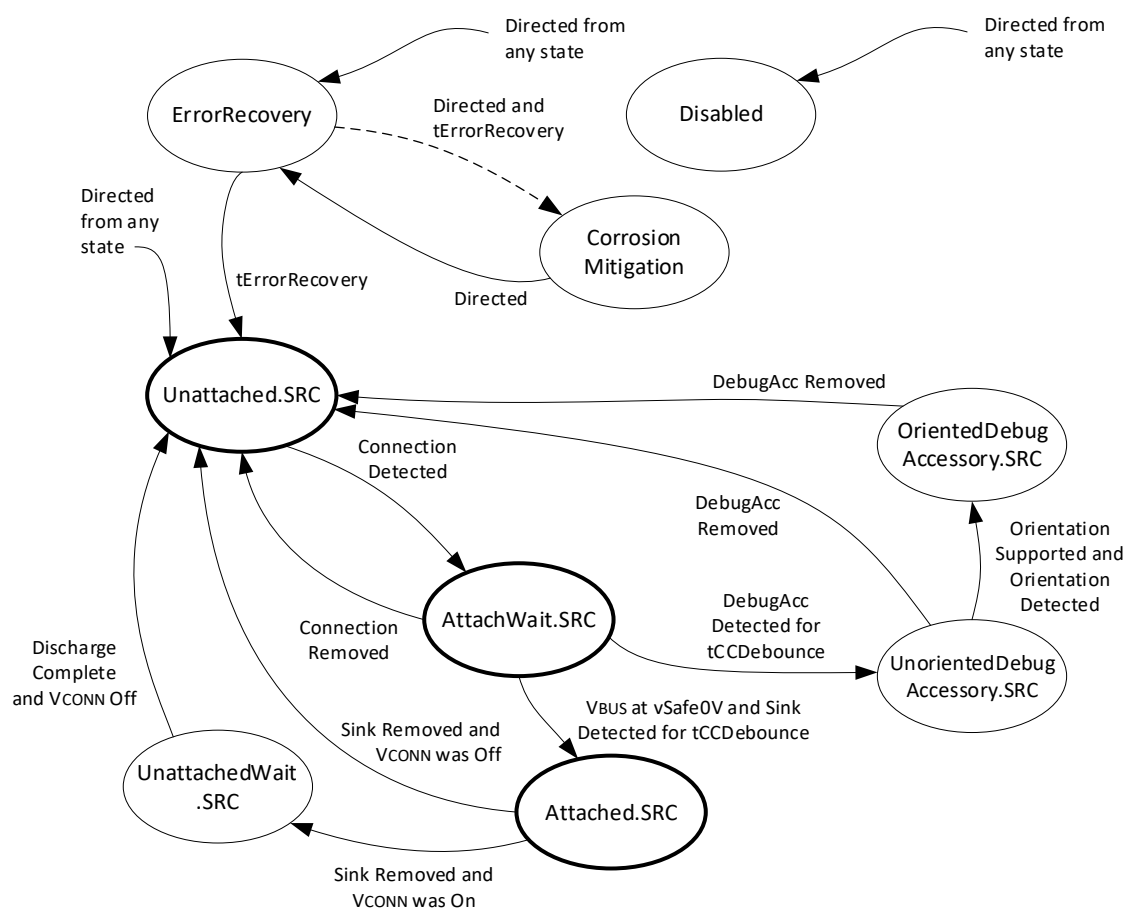 Directed from
any state
Directed from
any state
ErrorRecovery
Directed and
tErrorRecovery
Disabled
Directed
from any
state
Corrosion
Mitigation
tErrorRecovery
Directed
Unattached.SRC
DebugAcc Removed
OrientedDebug
Accessory.SRC
Connection
Detected
DebugAcc
Removed
Orientation
Supported and
Orientation
Detected
AttachWait.SRC
Connection
Removed
DebugAcc
Detected for
tCCDebounce
UnorientedDebug
Accessory.SRC
Discharge
Complete
and VCONN Off
VBUS at vSafe0V and Sink
Detected for tCCDebounce
Sink Removed and
VCONN was Off
UnattachedWait
.SRC
Attached.SRC
Sink Removed and
VCONN was On